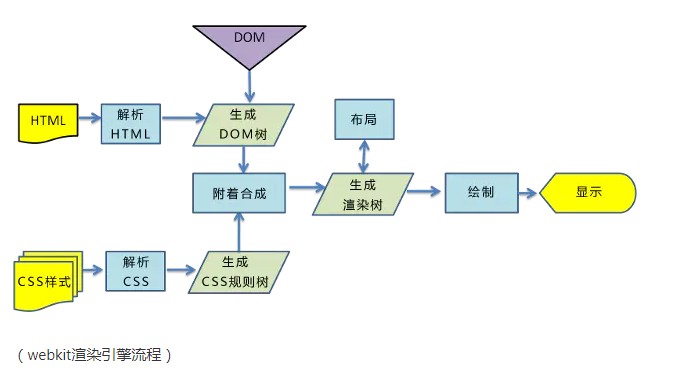 DOM
HTML
解析
HTML
生成
DOM树
布局
附着合成
生成
渲染树
绘制
显示
CSS样式
解析
CSS
生成
CSS规则树
（webkit渲染引擎流程）